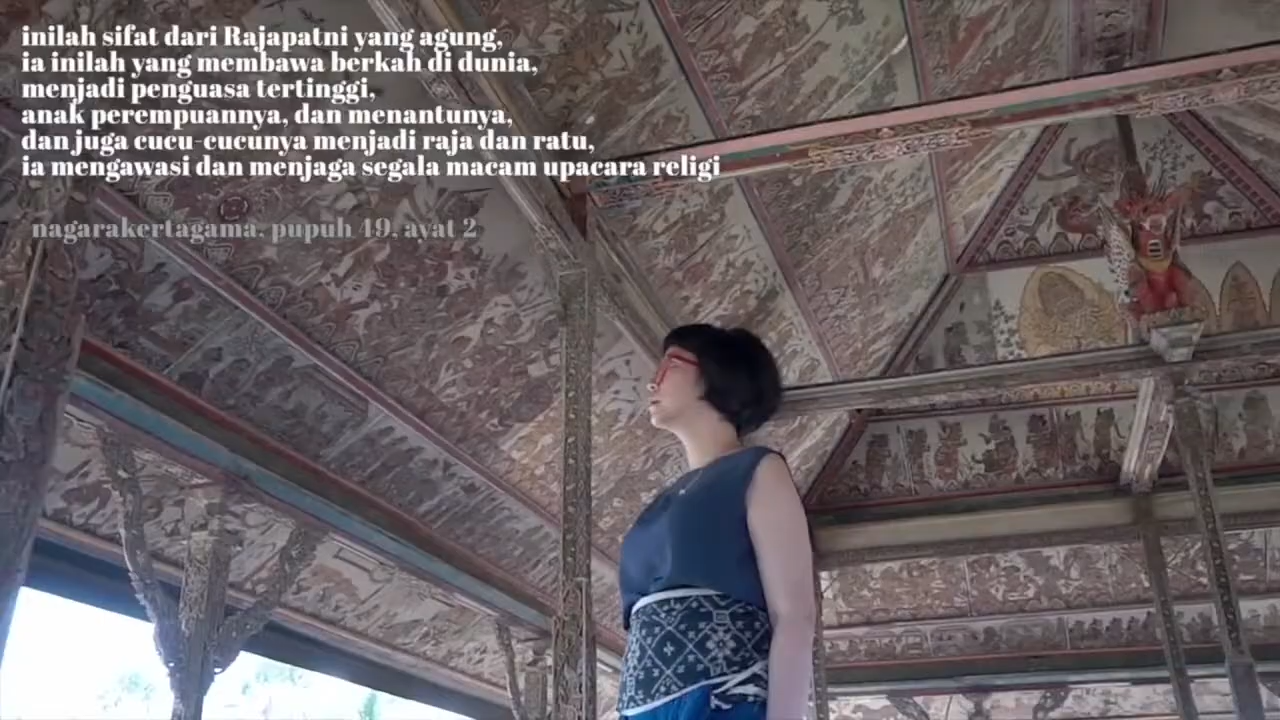 inilah sifat dari Rajapatni yang agung,
ia inilah yang membawa berkah di dunia,
menjadi penguasa tertinggi,
anak perempuannya, dan menantunya,
dan juga cucu-cucunya menjadi raja dan ratu,
ia mengawasi dan menjaga segala macam upacara religi
nagarakertagama, pupuh 49, ayat 2